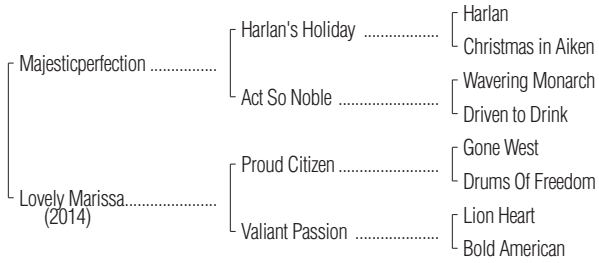 Harlan
Harlan's Holiday ..................
Christmas in Aiken
Majesticperfection ................
Wavering Monarch
Act So Noble ........................
Driven to Drink
Gone West
Proud Citizen ........................
Drums Of Freedom
Lovely Marissa......................
(2014)
Lion Heart
Valiant Passion ....................
Bold American